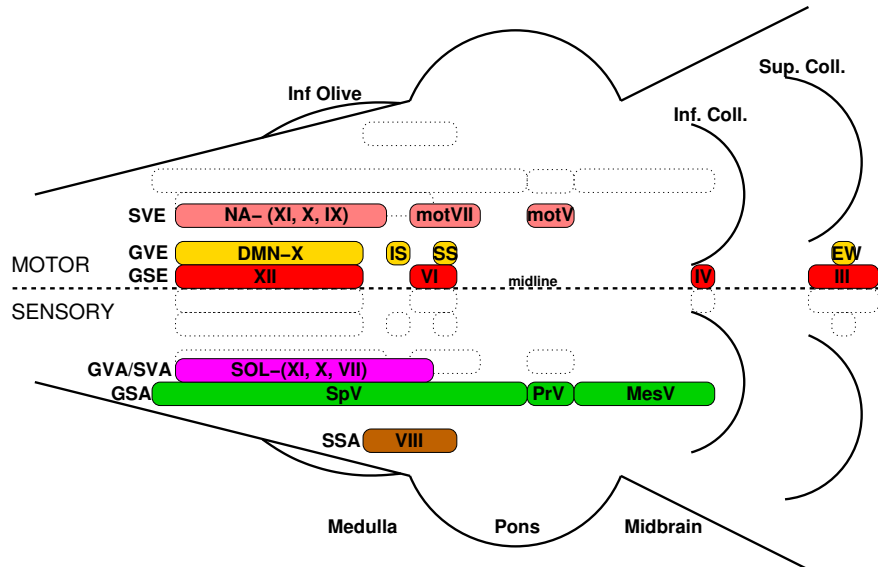 Sup. Coll.
Inf Olive
Inf. Coll.
SVE NA- (XI, X, IX) motVII motV
GVE DMN-X IS SS EW
MOTOR
GSE XII VI midline IV III
SENSORY
GVA/SVA SOL-(XI, X, VII)
GSA SpV PrV MesV
SSA VIII
Medulla Pons Midbrain